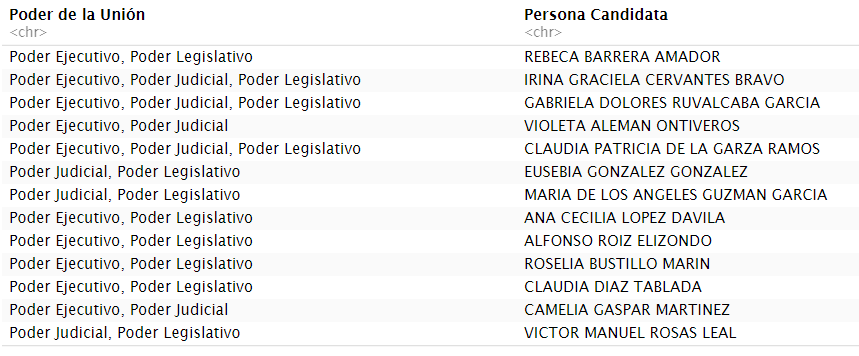 Poder de la Unión Persona Candidata
<chr> <chr>
Poder Ejecutivo, Poder Legislativo REBECA BARRERA AMADOR
Poder Ejecutivo, Poder Judicial, Poder Legislativo IRINA GRACIELA CERVANTES BRAVO
Poder Ejecutivo, Poder Judicial, Poder Legislativo GABRIELA DOLORES RUVALCABA GARCIA
Poder Ejecutivo, Poder Judicial VIOLETA ALEMAN ONTIVEROS
Poder Ejecutivo, Poder Judicial, Poder Legislativo CLAUDIA PATRICIA DE LA GARZA RAMOS
Poder Judicial, Poder Legislativo EUSEBIA GONZALEZ GONZALEZ
Poder Judicial, Poder Legislativo MARIA DE LOS ANGELES GUZMAN GARCIA
Poder Ejecutivo, Poder Legislativo ANA CECILIA LOPEZ DAVILA
Poder Ejecutivo, Poder Legislativo ALFONSO ROIZ ELIZONDO
Poder Ejecutivo, Poder Legislativo ROSELIA BUSTILLO MARIN
Poder Ejecutivo, Poder Legislativo CLAUDIA DIAZ TABLADA
Poder Ejecutivo, Poder Judicial CAMELIA GASPAR MARTINEZ
Poder Judicial, Poder Legislativo VICTOR MANUEL ROSAS LEAL